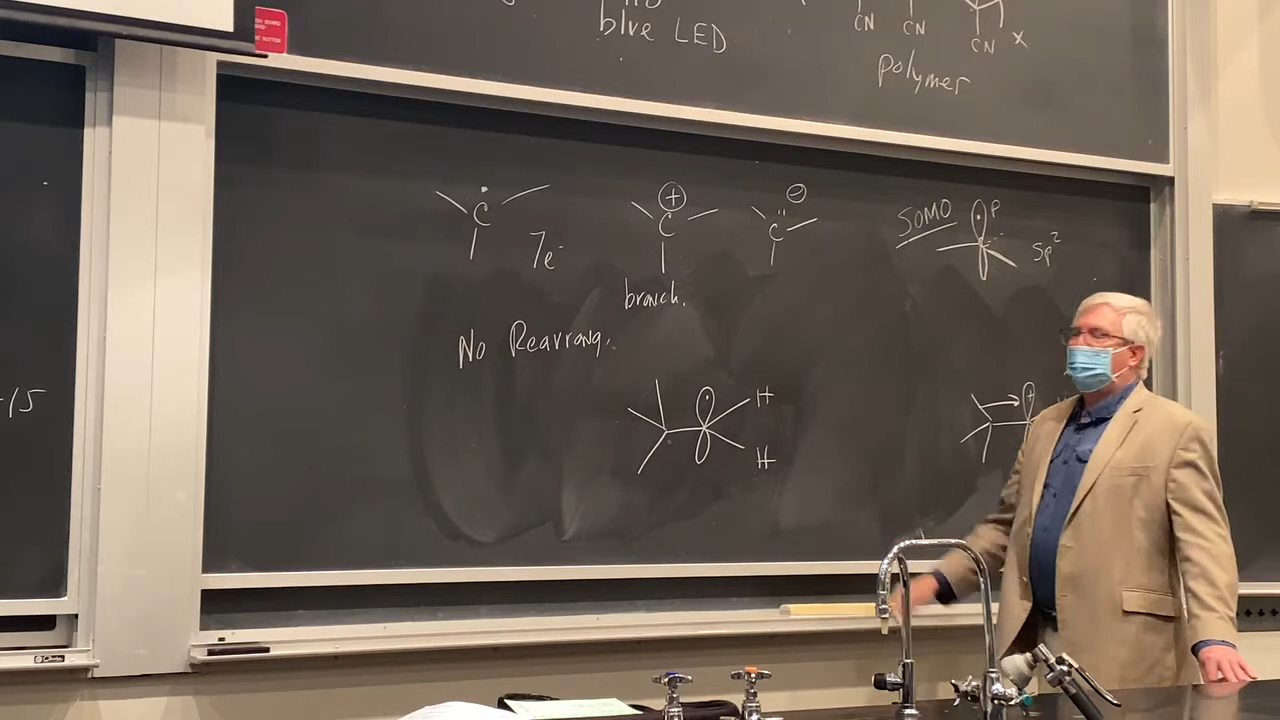 blue LED
CN CN CN x
polymer
Ċ 7e⁻
⊕ C
⊖ C̈
SOMO p sp²
branch.
No Rearrang.
-15
H
H
+